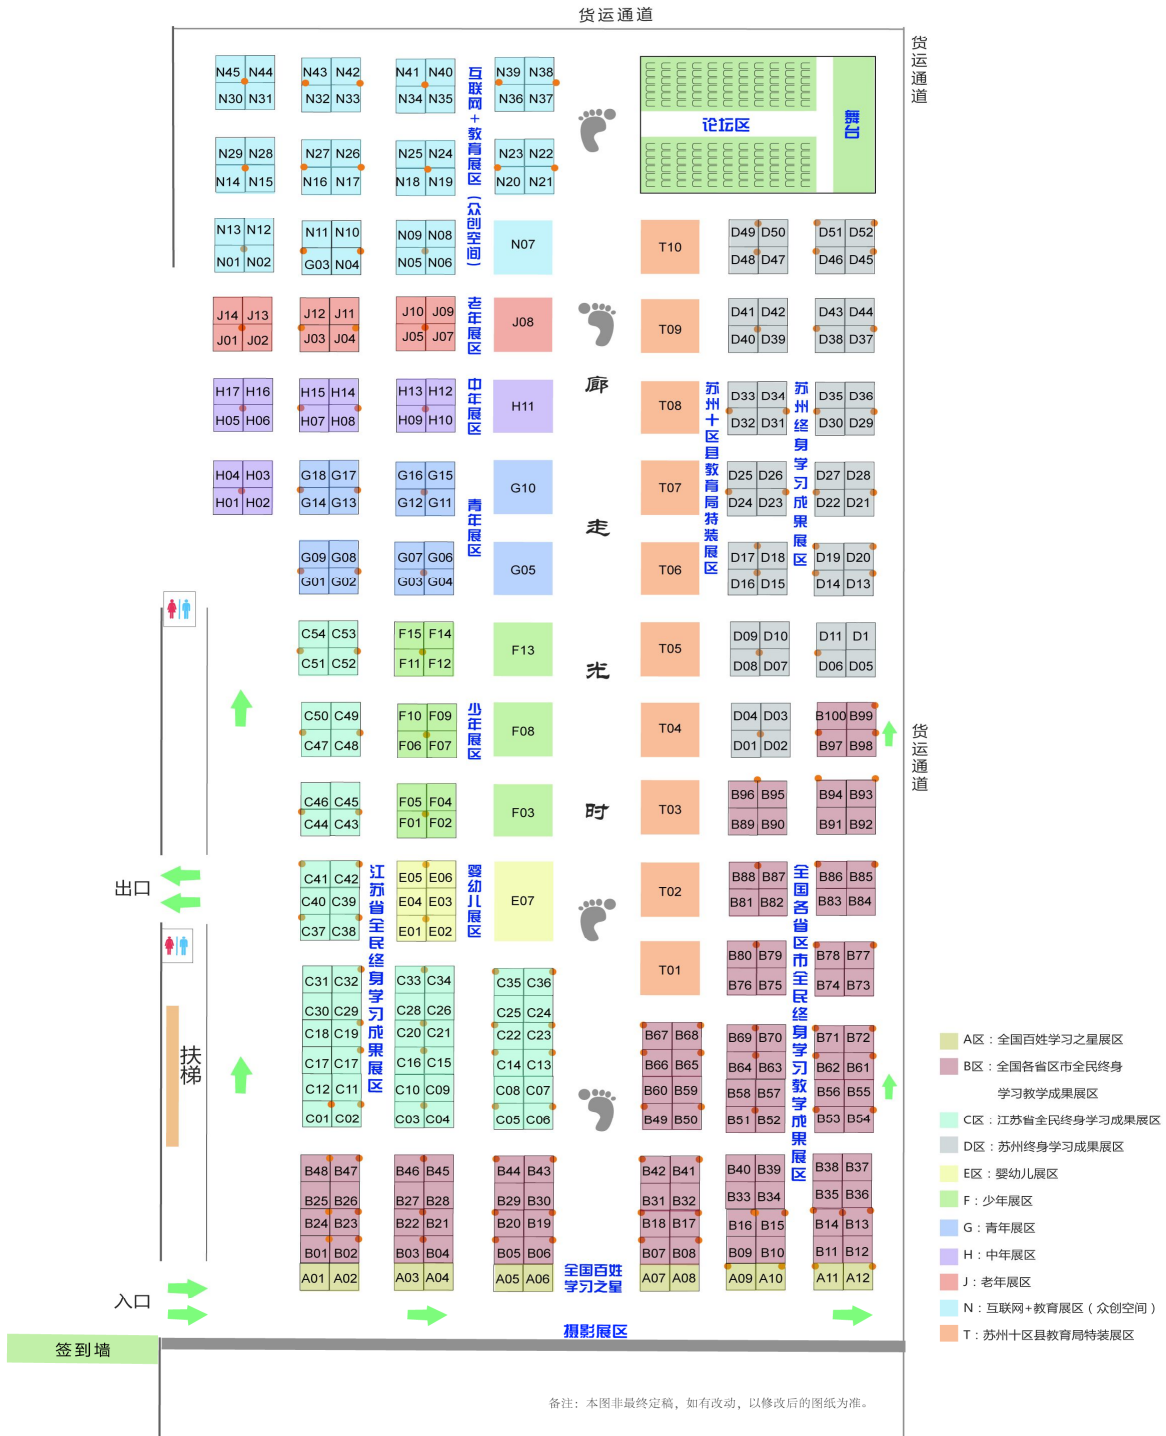 货运通道
货运通道
N45 N44 N43 N42 N41 N40 N39 N38
N30 N31 N32 N33 N34 N35 N36 N37
互联网+教育展区(众创空间)
论坛区
舞台
N29 N28 N27 N26 N25 N24 N23 N22
N14 N15 N16 N17 N18 N19 N20 N21
N13 N12 N11 N10 N09 N08 N07 T10 D49 D50 D51 D52
N01 N02 G03 N04 N05 N06 D48 D47 D46 D45
老年展区
J14 J13 J12 J11 J10 J09 J08 T09 D41 D42 D43 D44
J01 J02 J03 J04 J05 J07 D40 D39 D38 D37
中年展区
廊
H17 H16 H15 H14 H13 H12 H11 T08 D33 D34 D35 D36
H05 H06 H07 H08 H09 H10 D32 D31 D30 D29
苏州十区县教育局特装展区
苏州终身学习成果展区
H04 H03 G18 G17 G16 G15 G10 T07 D25 D26 D27 D28
H01 H02 G14 G13 G12 G11 D24 D23 D22 D21
青年展区
走
G09 G08 G07 G06 G05 T06 D17 D18 D19 D20
G01 G02 G03 G04 D16 D15 D14 D13
C54 C53 F15 F14 F13 T05 D09 D10 D11 D1
C51 C52 F11 F12 D08 D07 D06 D05
光
C50 C49 F10 F09 F08 T04 D04 D03 B100 B99
C47 C48 F06 F07 D01 D02 B97 B98
少年展区
货运通道
C46 C45 F05 F04 F03 T03 B96 B95 B94 B93
C44 C43 F01 F02 B89 B90 B91 B92
时
出口
C41 C42 E05 E06 E07 T02 B88 B87 B86 B85
C40 C39 E04 E03 B81 B82 B83 B84
C37 C38 E01 E02
江苏省全民终身学习成果展区
婴幼儿展区
全国各省区市全民终身学习教学成果展区
T01 B80 B79 B78 B77
B76 B75 B74 B73
C31 C32 C33 C34 C35 C36
C30 C29 C28 C26 C25 C24
C18 C19 C20 C21 C22 C23 B67 B68 B69 B70 B71 B72
C17 C17 C16 C15 C14 C13 B66 B65 B64 B63 B62 B61
C12 C11 C10 C09 C08 C07 B60 B59 B58 B57 B56 B55
C01 C02 C03 C04 C05 C06 B49 B50 B51 B52 B53 B54
扶梯
B48 B47 B46 B45 B44 B43 B42 B41 B40 B39 B38 B37
B25 B26 B27 B28 B29 B30 B31 B32 B33 B34 B35 B36
B24 B23 B22 B21 B20 B19 B18 B17 B16 B15 B14 B13
B01 B02 B03 B04 B05 B06 B07 B08 B09 B10 B11 B12
A01 A02 A03 A04 A05 A06 A07 A08 A09 A10 A11 A12
全国百姓
学习之星
入口
摄影展区
签到墙
A区：全国百姓学习之星展区
B区：全国各省区市全民终身
学习教学成果展区
C区：江苏省全民终身学习成果展区
D区：苏州终身学习成果展区
E区：婴幼儿展区
F：少年展区
G：青年展区
H：中年展区
J：老年展区
N：互联网+教育展区（众创空间）
T：苏州十区县教育局特装展区
备注：本图非最终定稿，如有改动，以修改后的图纸为准。